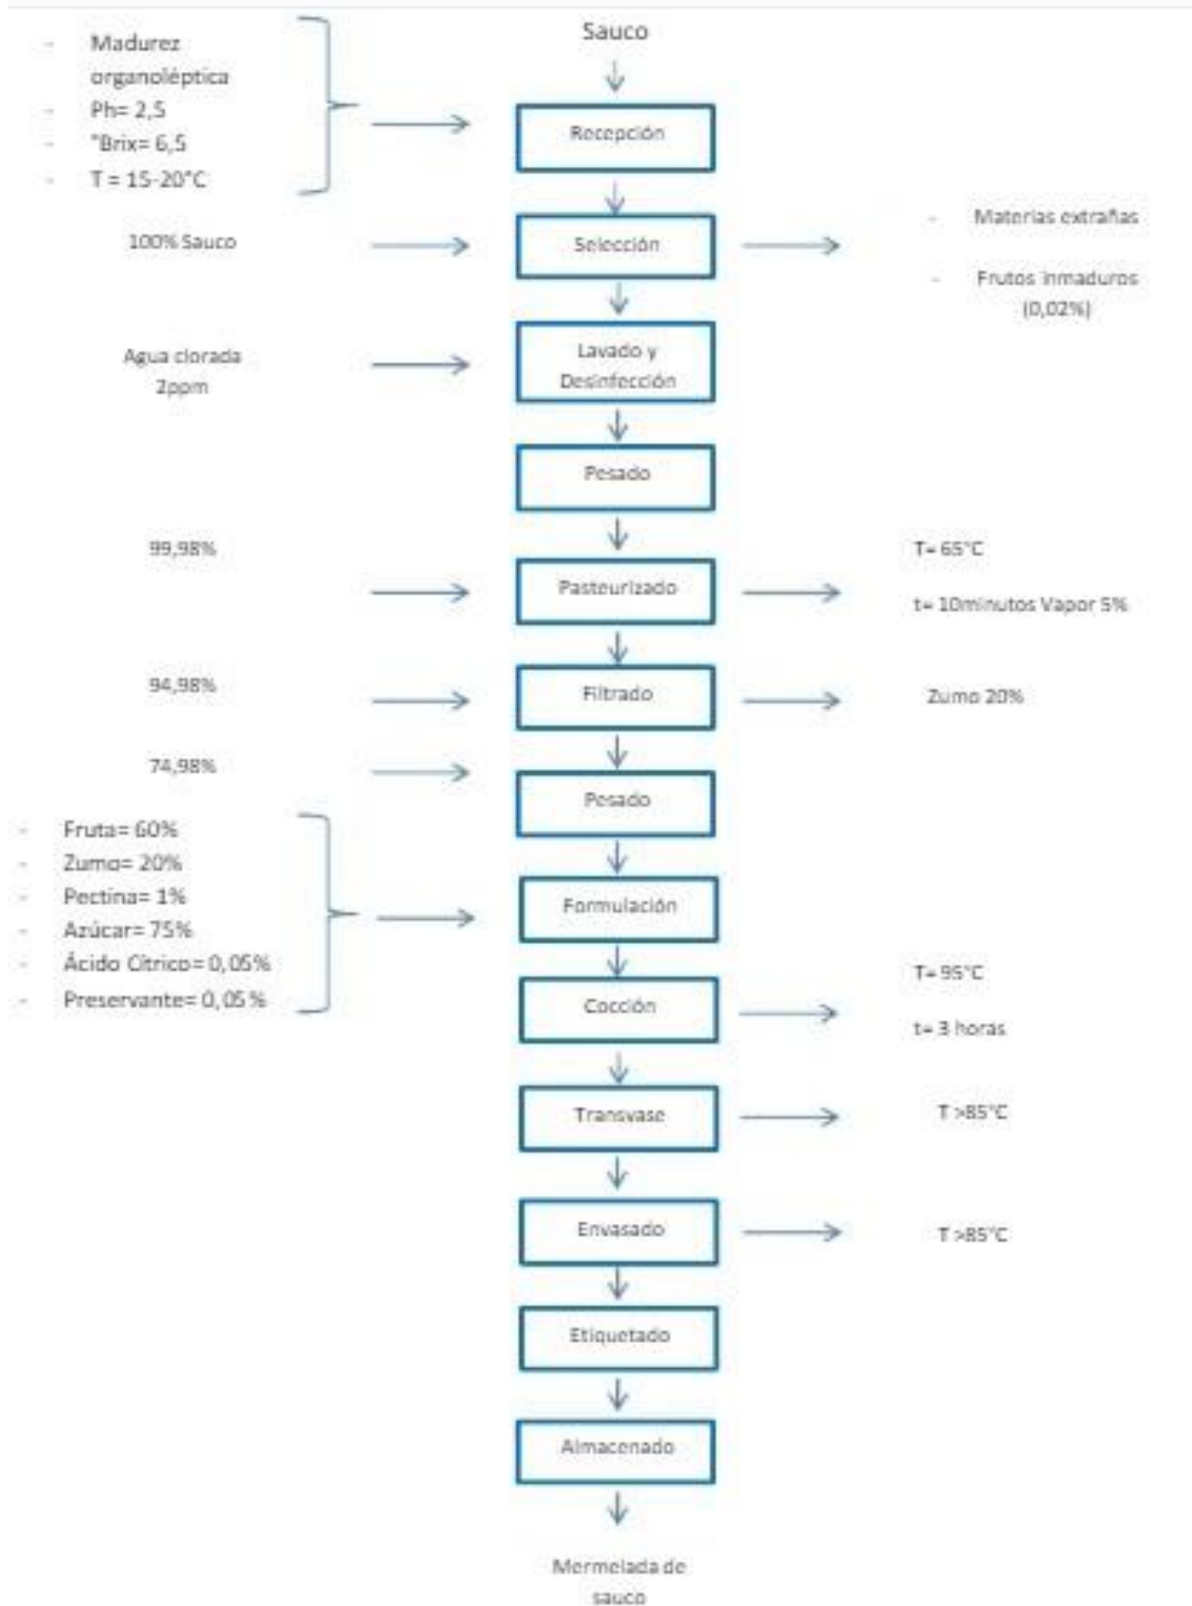 Sauco
- Madurez
organoléptica
- Ph= 2,5
- °Brix= 6,5
- T = 15-20°C
Recepción
100% Sauco
Selección
- Materias extrañas
- Frutos inmaduros
(0,02%)
Agua clorada
2ppm
Lavado y
Desinfección
Pesado
99,98%
Pasteurizado
T= 65°C
t= 10minutos Vapor 5%
94,98%
Filtrado
Zumo 20%
74,98%
Pesado
- Fruta= 60%
- Zumo= 20%
- Pectina= 1%
- Azúcar= 75%
- Ácido Cítrico= 0,05%
- Preservante= 0,05%
Formulación
Cocción
T= 95°C
t= 3 horas
Transvase
T >85°C
Envasado
T >85°C
Etiquetado
Almacenado
Mermelada de
sauco